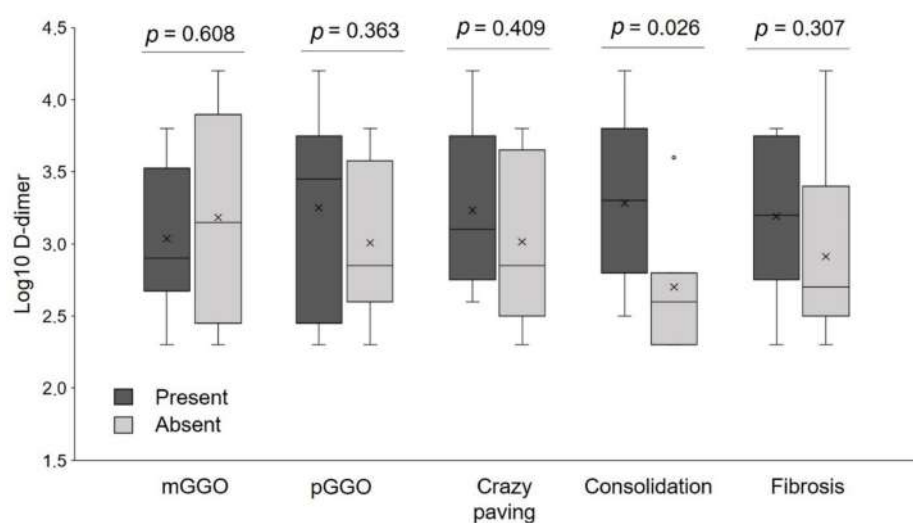 p = 0.608 p = 0.363 p = 0.409 p = 0.026 p = 0.307
4.5
4.0
3.5
3.0
2.5
2.0
1.5
Log10 D-dimer
Present
Absent
mGGO pGGO Crazy paving Consolidation Fibrosis